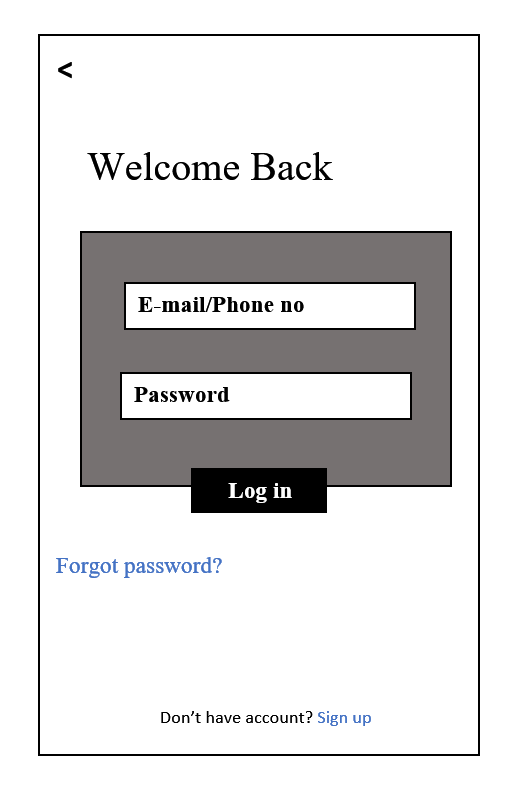 <
Welcome Back
E-mail/Phone no
Password
Log in
Forgot password?
Don’t have account? Sign up